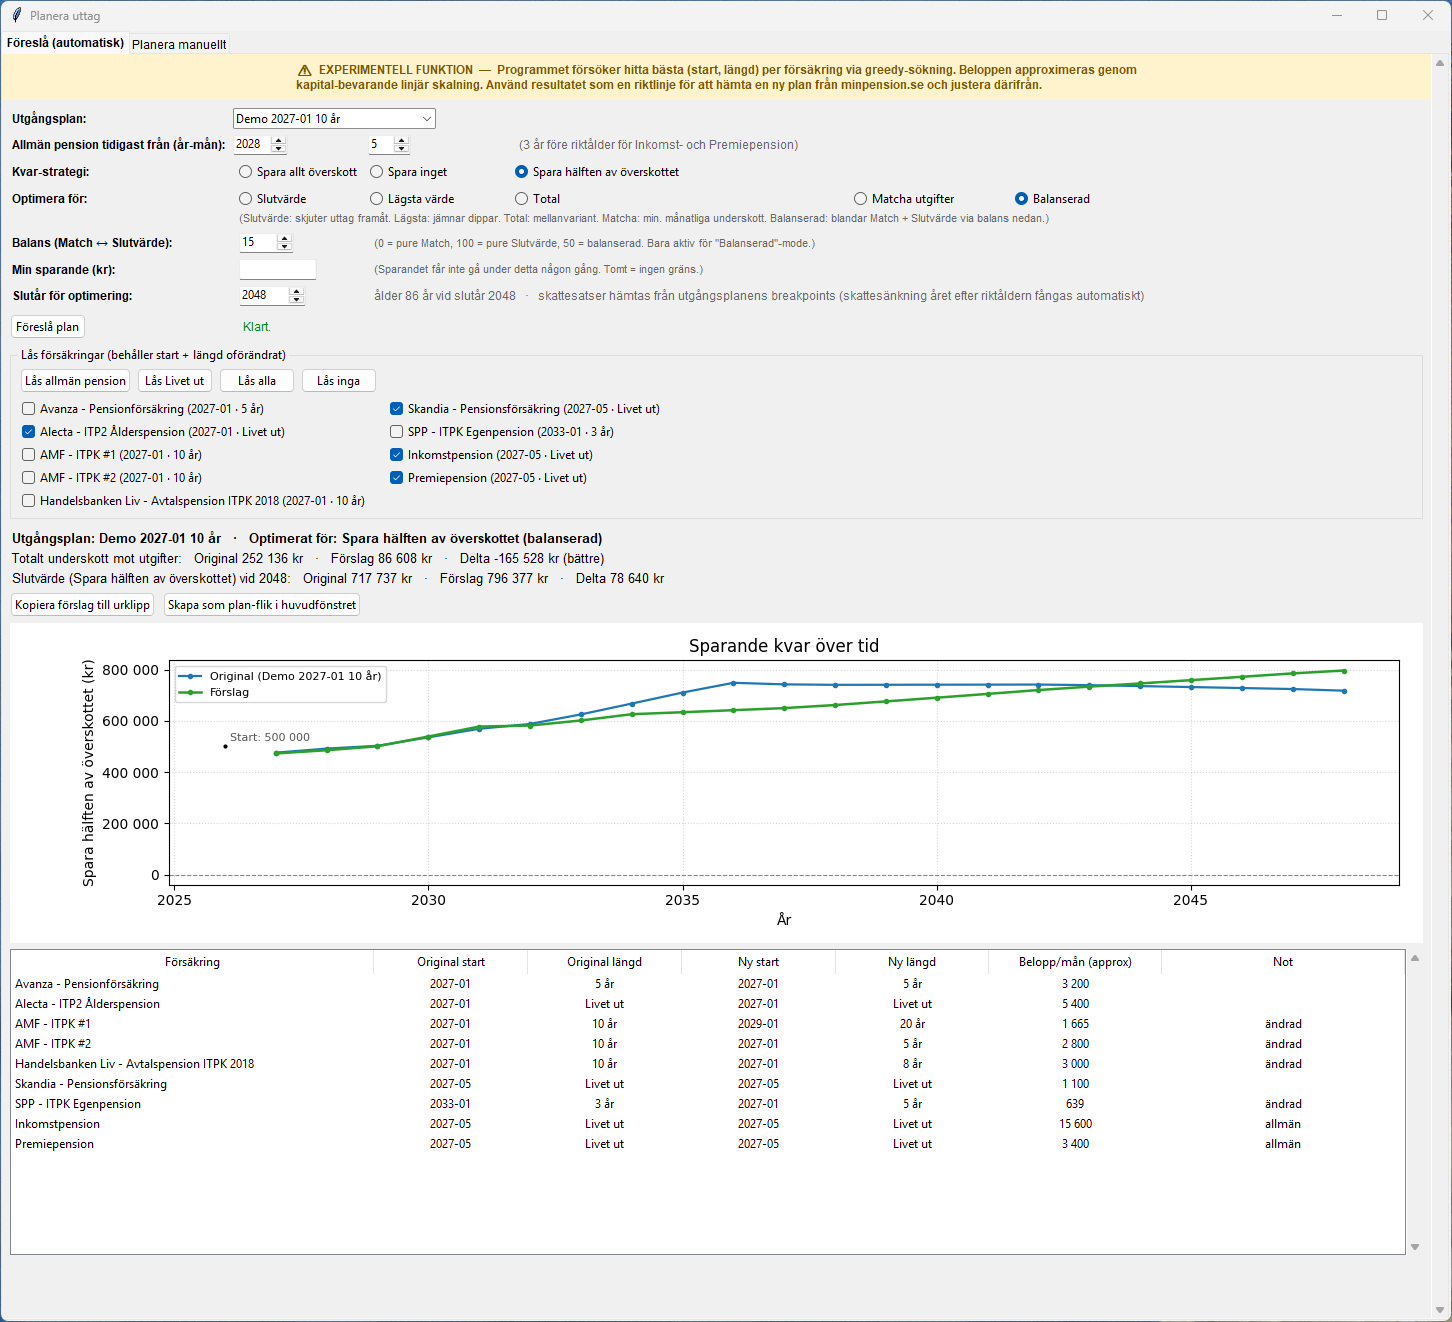 Planera uttag
Föreslå (automatisk) Planera manuellt
⚠ EXPERIMENTELL FUNKTION — Programmet försöker hitta bästa (start, längd) per försäkring via greedy-sökning. Beloppen approximeras genom
kapital-bevarande linjär skalning. Använd resultatet som en riktlinje för att hämta en ny plan från minpension.se och justera därifrån.
Utgångsplan: Demo 2027-01 10 år
Allmän pension tidigast från (år-mån): 2028 5 (3 år före riktålder för Inkomst- och Premiepension)
Kvar-strategi: Spara allt överskott Spara inget Spara hälften av överskottet
Optimera för: Slutvärde Lägsta värde Total Matcha utgifter Balanserad
(Slutvärde: skjuter uttag framåt. Lägsta: jämnar dippar. Total: mellanvariant. Matcha: min. månatliga underskott. Balanserad: blandar Match + Slutvärde via balans nedan.)
Balans (Match ↔ Slutvärde): 15 (0 = pure Match, 100 = pure Slutvärde, 50 = balanserad. Bara aktiv för "Balanserad"-mode.)
Min sparande (kr): (Sparandet får inte gå under detta någon gång. Tomt = ingen gräns.)
Slutår för optimering: 2048 ålder 86 år vid slutår 2048 · skattesatser hämtas från utgångsplanens breakpoints (skattesänkning året efter riktåldern fångas automatiskt)
Föreslå plan Klart.
Lås försäkringar (behåller start + längd oförändrat)
Lås allmän pension Lås Livet ut Lås alla Lås inga
Avanza - Pensionförsäkring (2027-01 · 5 år) Skandia - Pensionsförsäkring (2027-05 · Livet ut)
Alecta - ITP2 Ålderspension (2027-01 · Livet ut) SPP - ITPK Egenpension (2033-01 · 3 år)
AMF - ITPK #1 (2027-01 · 10 år) Inkomstpension (2027-05 · Livet ut)
AMF - ITPK #2 (2027-01 · 10 år) Premiepension (2027-05 · Livet ut)
Handelsbanken Liv - Avtalspension ITPK 2018 (2027-01 · 10 år)
Utgångsplan: Demo 2027-01 10 år · Optimerat för: Spara hälften av överskottet (balanserad)
Totalt underskott mot utgifter: Original 252 136 kr · Förslag 86 608 kr · Delta -165 528 kr (bättre)
Slutvärde (Spara hälften av överskottet) vid 2048: Original 717 737 kr · Förslag 796 377 kr · Delta 78 640 kr
Kopiera förslag till urklipp Skapa som plan-flik i huvudfönstret
Sparande kvar över tid
Spara hälften av överskottet (kr)
800 000
600 000
400 000
200 000
0
Original (Demo 2027-01 10 år)
Förslag
Start: 500 000
2025 2030 2035 2040 2045
År
Försäkring Original start Original längd Ny start Ny längd Belopp/mån (approx) Not
Avanza - Pensionförsäkring 2027-01 5 år 2027-01 5 år 3 200
Alecta - ITP2 Ålderspension 2027-01 Livet ut 2027-01 Livet ut 5 400
AMF - ITPK #1 2027-01 10 år 2029-01 20 år 1 665 ändrad
AMF - ITPK #2 2027-01 10 år 2027-01 5 år 2 800 ändrad
Handelsbanken Liv - Avtalspension ITPK 2018 2027-01 10 år 2027-01 8 år 3 000 ändrad
Skandia - Pensionsförsäkring 2027-05 Livet ut 2027-05 Livet ut 1 100
SPP - ITPK Egenpension 2033-01 3 år 2027-01 5 år 639 ändrad
Inkomstpension 2027-05 Livet ut 2027-05 Livet ut 15 600 allmän
Premiepension 2027-05 Livet ut 2027-05 Livet ut 3 400 allmän